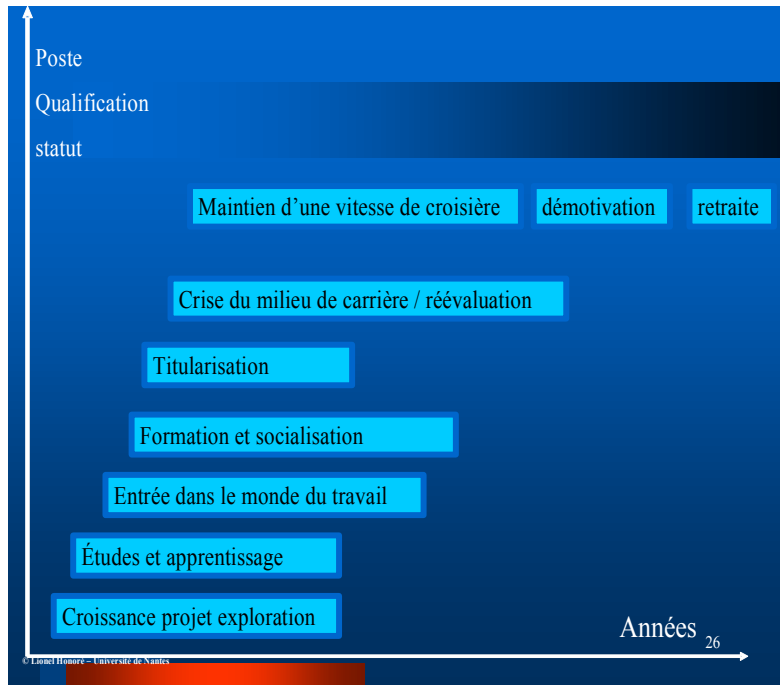 Poste
Qualification
statut
Maintien d'une vitesse de croisière
démotivation
retraite
Crise du milieu de carrière / réévaluation
Titularisation
Formation et socialisation
Entrée dans le monde du travail
Études et apprentissage
Croissance projet exploration
Années
26
© Lionel Honoré – Université de Nantes